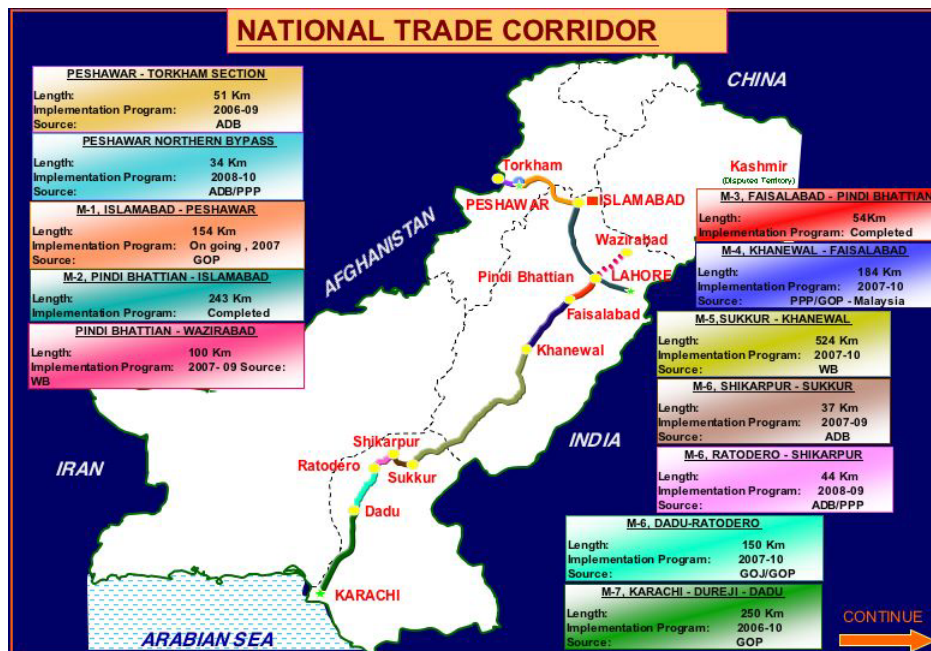 NATIONAL TRADE CORRIDOR
PESHAWAR - TORKHAM SECTION
Length: 51 Km
Implementation Program: 2006-09
Source: ADB
PESHAWAR NORTHERN BYPASS
Length: 34 Km
Implementation Program: 2008-10
Source: ADB/PPP
M-1, ISLAMABAD - PESHAWAR
Length: 154 Km
Implementation Program: On going , 2007
Source: GOP
M-2, PINDI BHATTIAN - ISLAMABAD
Length: 243 Km
Implementation Program: Completed
PINDI BHATTIAN - WAZIRABAD
Length: 100 Km
Implementation Program: 2007- 09 Source:
WB
CHINA
Torkham
Kashmir
(Disputed Territory)
PESHAWAR
ISLAMABAD
AFGHANISTAN
Wazirabad
Pindi Bhattian
LAHORE
Faisalabad
Khanewal
INDIA
Shikarpur
IRAN
Ratodero
Sukkur
Dadu
KARACHI
ARABIAN SEA
M-3, FAISALABAD - PINDI BHATTIAN
Length: 54Km
Implementation Program: Completed
M-4, KHANEWAL - FAISALABAD
Length: 184 Km
Implementation Program: 2007-10
Source: PPP/GOP - Malaysia
M-5,SUKKUR - KHANEWAL
Length: 524 Km
Implementation Program: 2007-10
Source: WB
M-6, SHIKARPUR - SUKKUR
Length: 37 Km
Implementation Program: 2007-09
Source: ADB
M-6, RATODERO - SHIKARPUR
Length: 44 Km
Implementation Program: 2008-09
Source: ADB/PPP
M-6, DADU-RATODERO
Length: 150 Km
Implementation Program: 2007-10
Source: GOJ/GOP
M-7, KARACHI - DUREJI - DADU
Length: 250 Km
Implementation Program: 2006-10
Source: GOP
CONTINUE